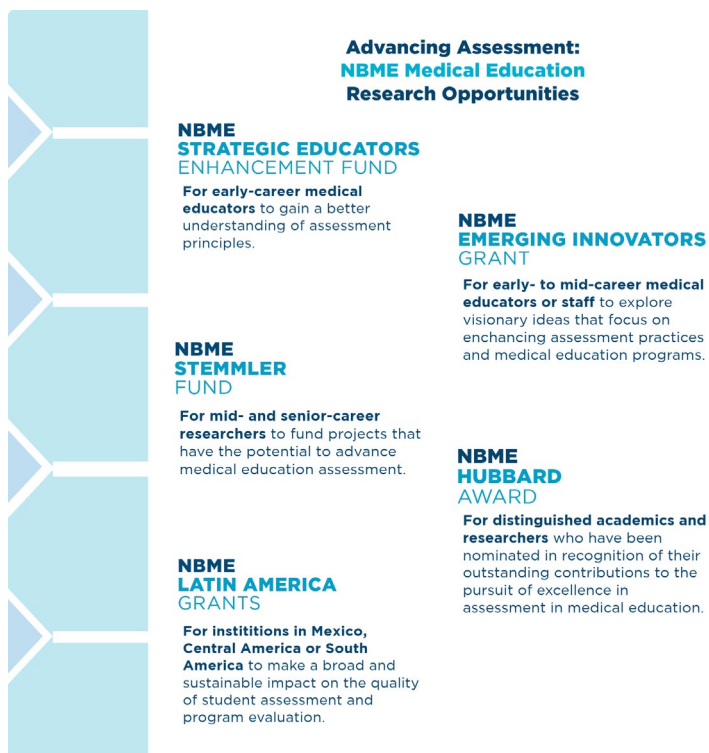 Advancing Assessment:
NBME Medical Education
Research Opportunities
NBME
STRATEGIC EDUCATORS
ENHANCEMENT FUND
For early-career medical
educators to gain a better
understanding of assessment
principles.
NBME
EMERGING INNOVATORS
GRANT
For early- to mid-career medical
educators or staff to explore
visionary ideas that focus on
enchancing assessment practices
and medical education programs.
NBME
STEMMLER
FUND
For mid- and senior-career
researchers to fund projects that
have the potential to advance
medical education assessment.
NBME
HUBBARD
AWARD
For distinguished academics and
researchers who have been
nominated in recognition of their
outstanding contributions to the
pursuit of excellence in
assessment in medical education.
NBME
LATIN AMERICA
GRANTS
For instititions in Mexico,
Central America or South
America to make a broad and
sustainable impact on the quality
of student assessment and
program evaluation.